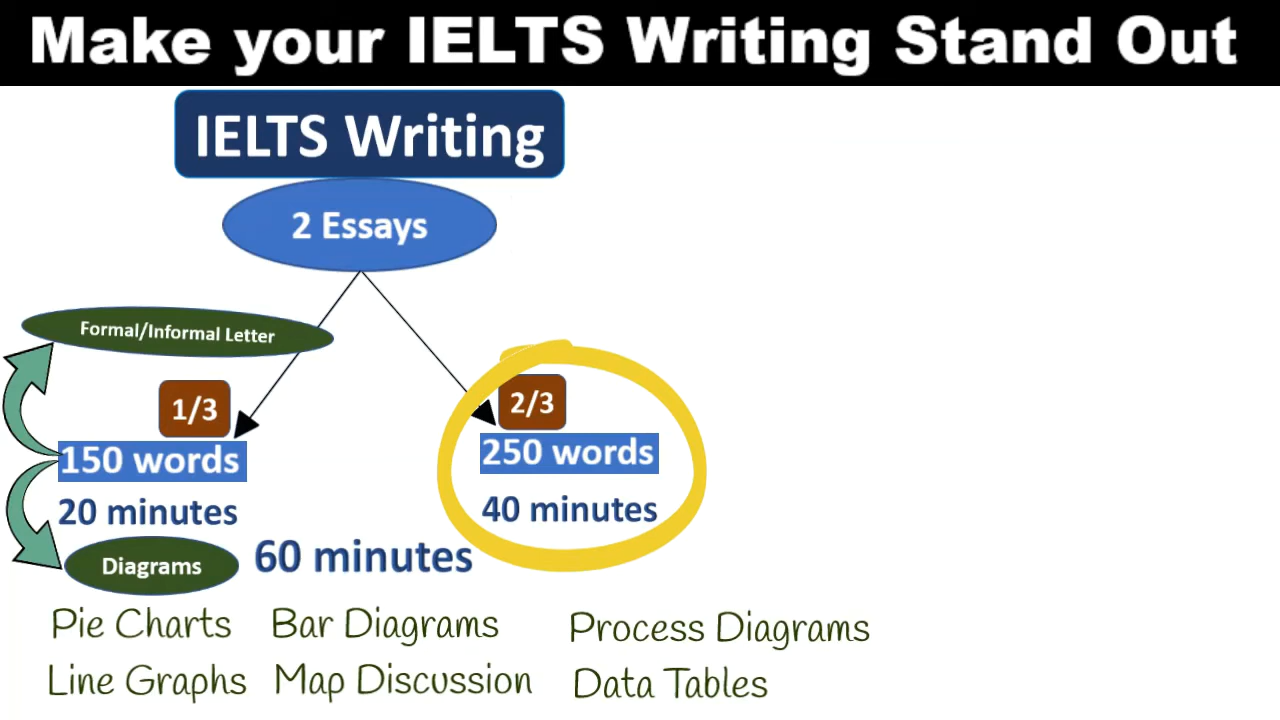 Make your IELTS Writing Stand Out
IELTS Writing
2 Essays
Formal/Informal Letter
1/3
150 words
20 minutes
2/3
250 words
40 minutes
Diagrams
60 minutes
Pie Charts
Bar Diagrams
Process Diagrams
Line Graphs
Map Discussion
Data Tables